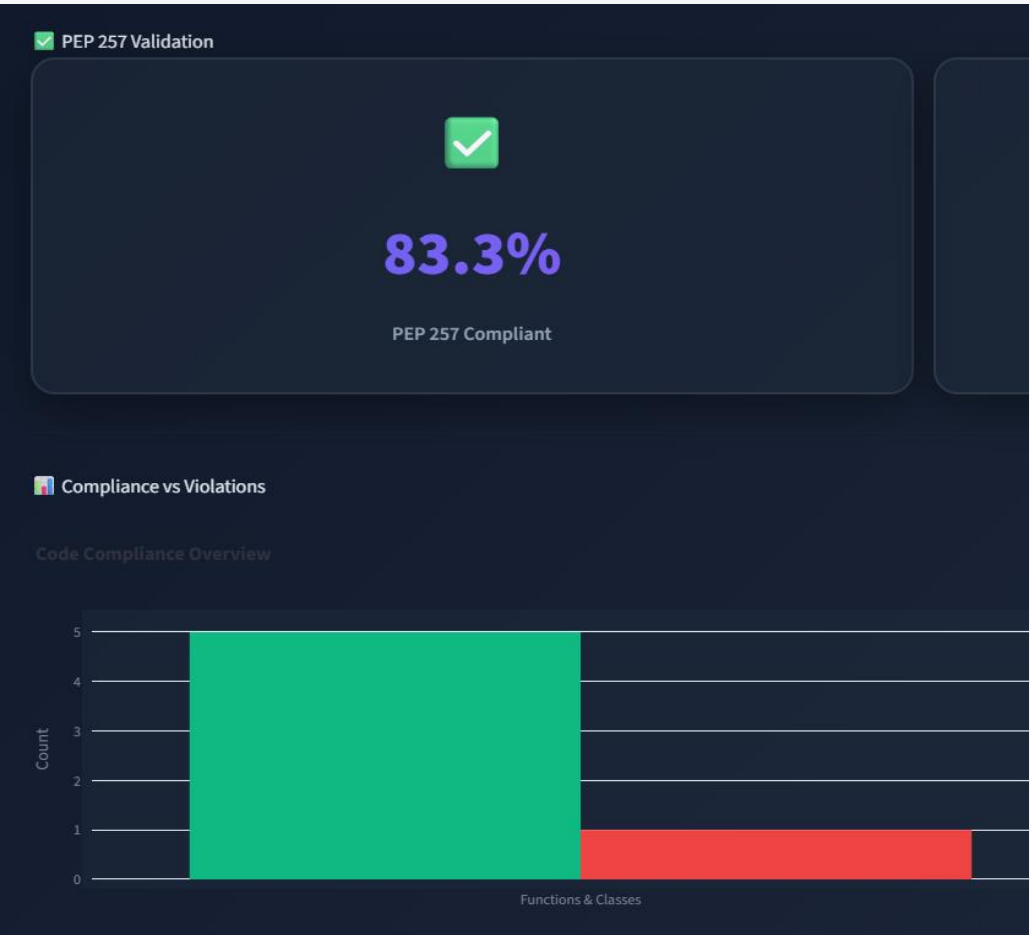 ✅ PEP 257 Validation
83.3%
PEP 257 Compliant
📊 Compliance vs Violations
Code Compliance Overview
5
4
3
2
1
0
Count
Functions & Classes